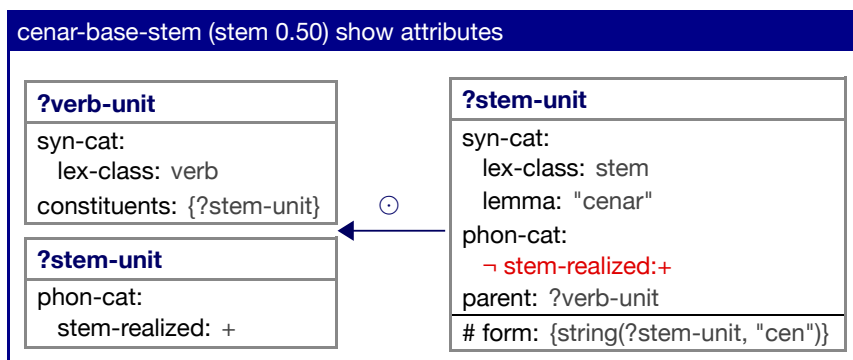 cenar-base-stem (stem 0.50) show attributes
?verb-unit
syn-cat:
lex-class: verb
constituents: {?stem-unit}
?stem-unit
phon-cat:
stem-realized: +
⊙
?stem-unit
syn-cat:
lex-class: stem
lemma: "cenar"
phon-cat:
¬ stem-realized:+
parent: ?verb-unit
# form: {string(?stem-unit, "cen")}